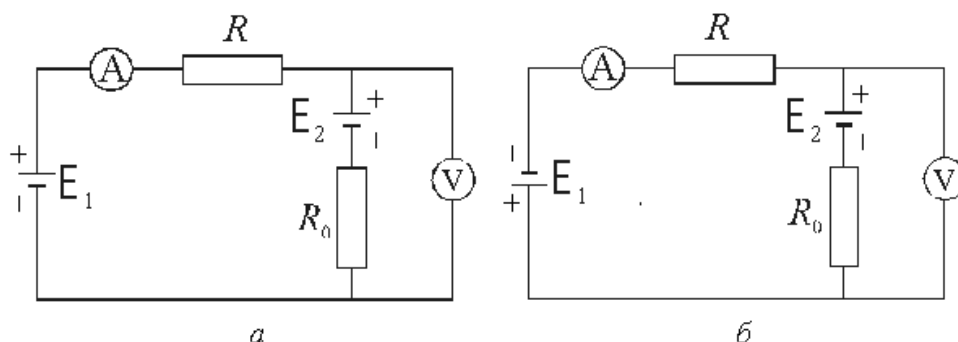 R
A
+
E₂
−
+
E₁
−
R₀
V
а
R
A
+
E₂
−
−
E₁
+
R₀
V
б